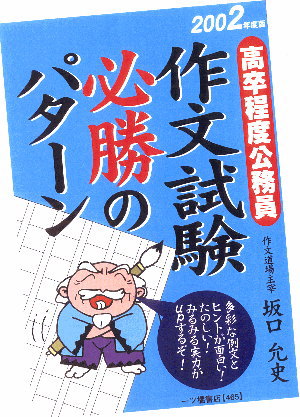 2002年度版
高卒程度公務員
作文試験
必勝の
パターン
作文道場主宰 坂口 允史
多彩な例文と
ヒントが面白い!
たのしい!
みるみる実力が
UPするぞ!
一ツ橋書店【465】